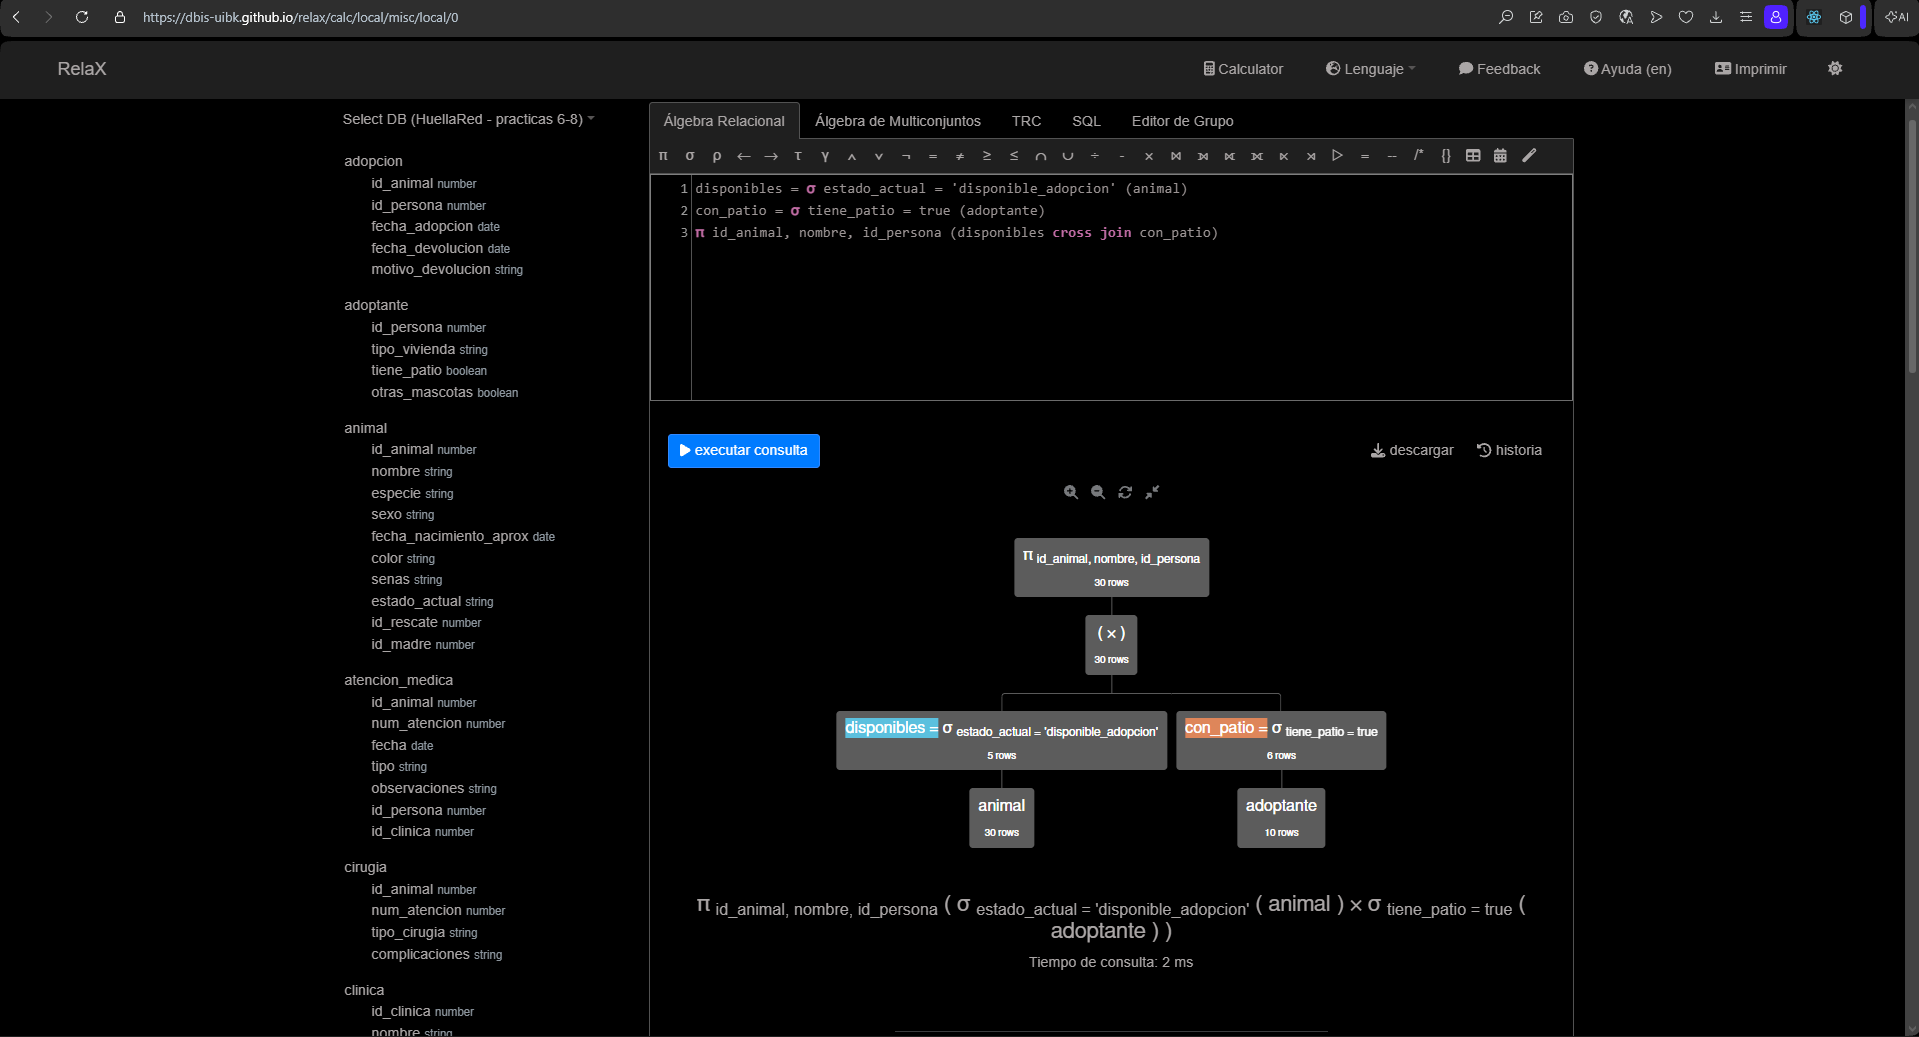 https://dbis-uibk.github.io/relax/calc/local/misc/local/0
AI
RelaX
Calculator
Lenguaje
Feedback
Ayuda (en)
Imprimir
Select DB (HuellaRed - practicas 6-8)
adopcion
id_animal number
id_persona number
fecha_adopcion date
fecha_devolucion date
motivo_devolucion string
adoptante
id_persona number
tipo_vivienda string
tiene_patio boolean
otras_mascotas boolean
animal
id_animal number
nombre string
especie string
sexo string
fecha_nacimiento_aprox date
color string
senas string
estado_actual string
id_rescate number
id_madre number
atencion_medica
id_animal number
num_atencion number
fecha date
tipo string
observaciones string
id_persona number
id_clinica number
cirugia
id_animal number
num_atencion number
tipo_cirugia string
complicaciones string
clinica
id_clinica number
nombre string
Álgebra Relacional
Álgebra de Multiconjuntos
TRC
SQL
Editor de Grupo
π σ ρ ← → τ γ ∧ ∨ ¬ = ≠ ≥ ≤ ∩ ∪ ÷ - × ⋈ ⟕ ⟖ ⟗ ⋉ ⋊ ▷ = -- /* {}
1 disponibles = σ estado_actual = 'disponible_adopcion' (animal)
2 con_patio = σ tiene_patio = true (adoptante)
3 π id_animal, nombre, id_persona (disponibles cross join con_patio)
executar consulta
descargar
historia
π id_animal, nombre, id_persona
30 rows
( × )
30 rows
disponibles = σ estado_actual = 'disponible_adopcion'
5 rows
con_patio = σ tiene_patio = true
6 rows
animal
30 rows
adoptante
10 rows
π id_animal, nombre, id_persona ( σ estado_actual = 'disponible_adopcion' ( animal ) × σ tiene_patio = true (
adoptante ) )
Tiempo de consulta: 2 ms